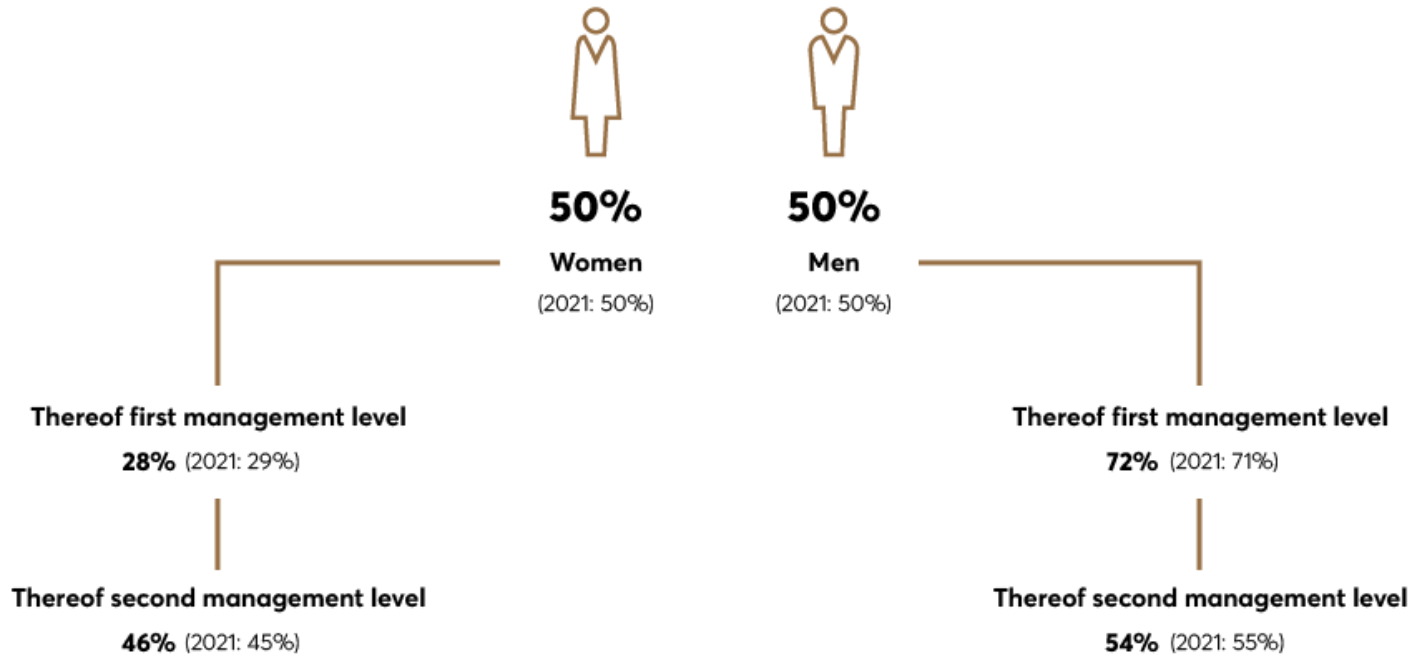 50%
50%
Women
Men
(2021: 50%)
(2021: 50%)
Thereof first management level
28% (2021: 29%)
Thereof second management level
46% (2021: 45%)
Thereof first management level
72% (2021: 71%)
Thereof second management level
54% (2021: 55%)